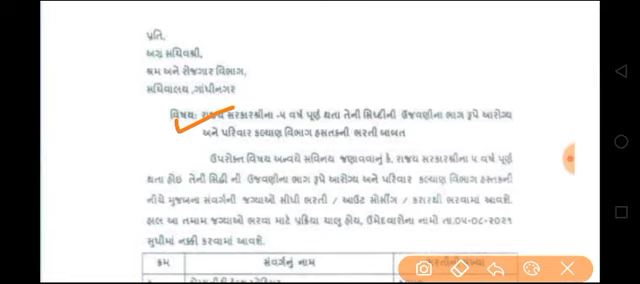 પ્રતિ,
અગ્ર સચિવશ્રી,
શ્રમ અને રોજગાર વિભાગ,
સચિવાલય ,ગાંધીનગર
વિષય: રાજ્ય સરકારશ્રીના -૫ વર્ષ પૂર્ણ થતા તેની સિધ્ધીની ઉજવણીના ભાગ રૂપે આરોગ્ય
અને પરિવાર કલ્યાણ વિભાગ હસ્તકની ભરતી બાબત
ઉપરોક્ત વિષય અન્વયે સવિનય જણાવવાનું કે, રાજ્ય સરકારશ્રીના ૫ વર્ષ પૂર્ણ
થતા હોઇ તેની સિદ્ધી ની ઉજવણીના ભાગ રૂપે આરોગ્ય અને પરિવાર કલ્યાણ વિભાગ હસ્તકની
નીચે મુજબના સંવર્ગની જગ્યાઓ સીધી ભરતી / આઉટ સોર્સીંગ / કરારથી ભરવામાં આવશે.
હાલ આ તમામ જગ્યાઓ ભરવા માટે પ્રક્રિયા ચાલુ હોય, ઉમેદવારોના નામો તા.૦૫-૦૮-૨૦૨૧
સુધીમાં નક્કી કરવામાં આવશે.
ક્રમ સંવર્ગનું નામ